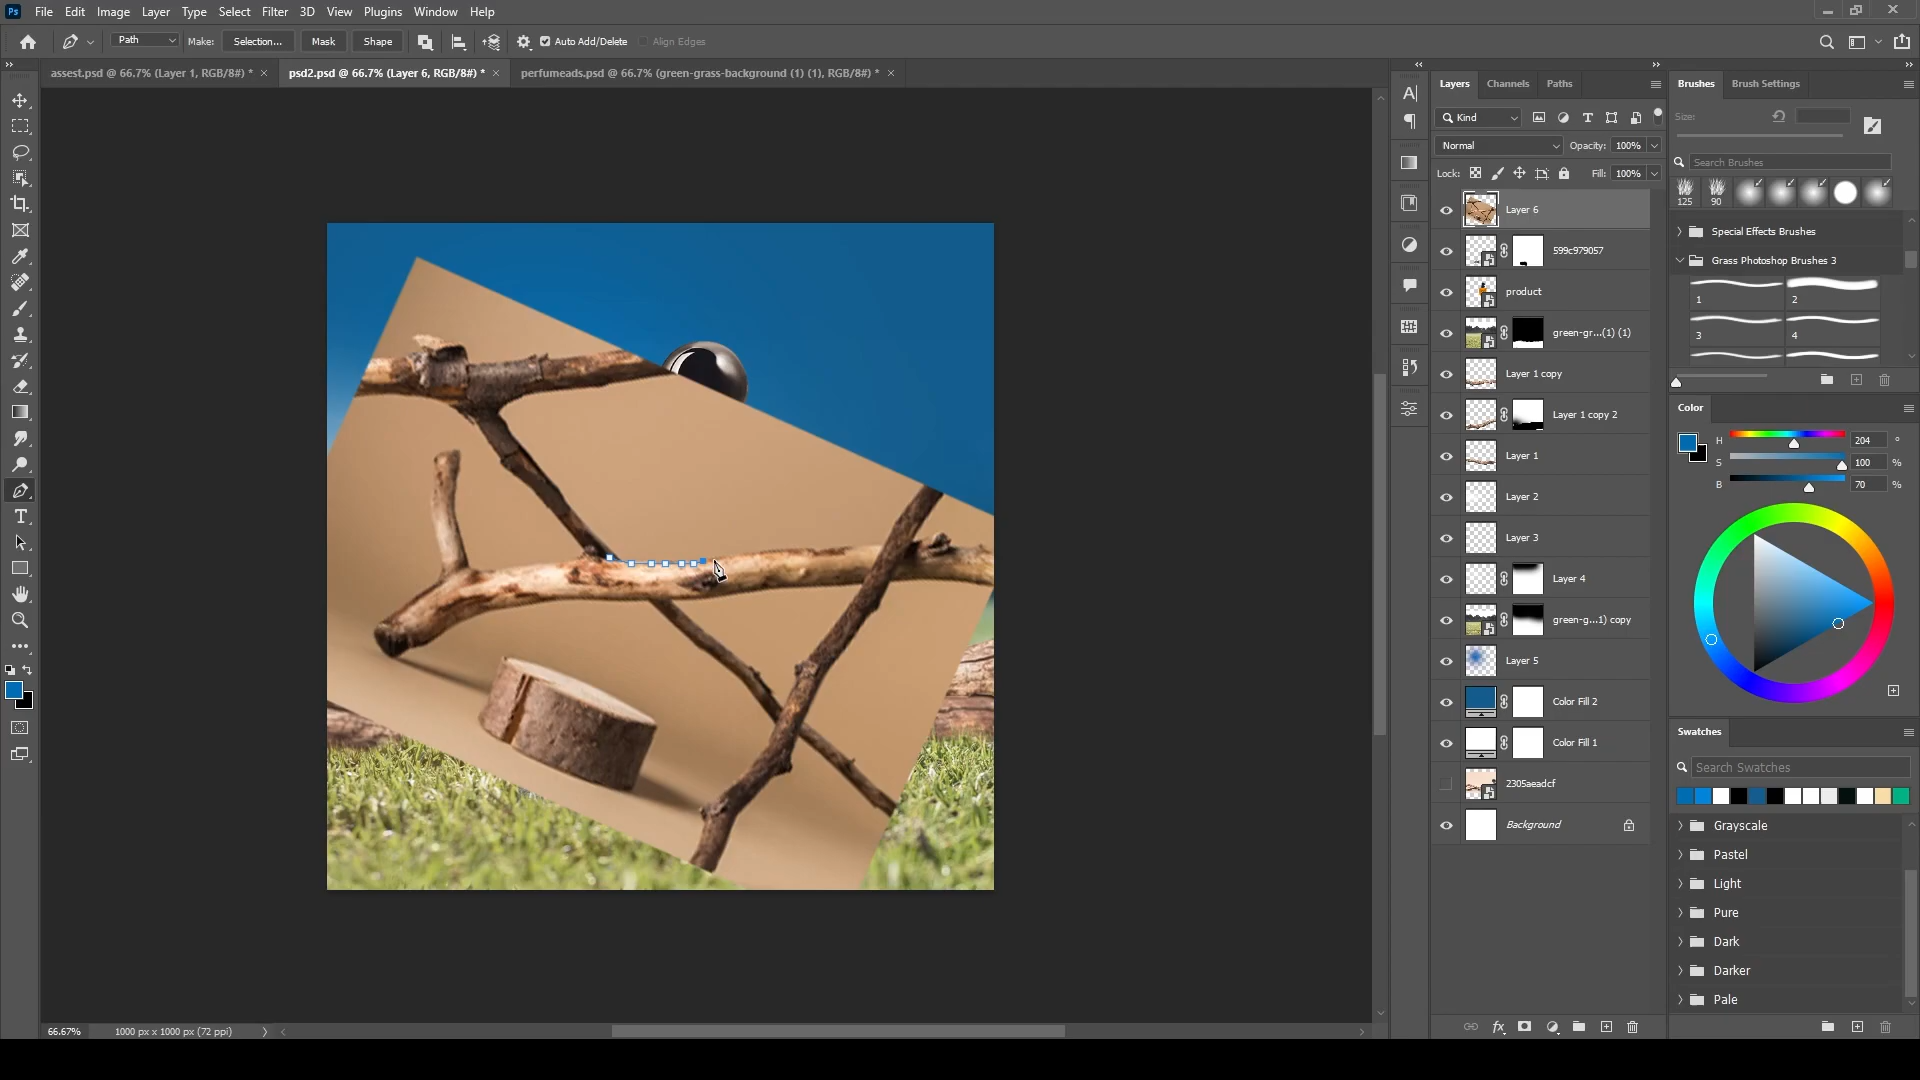 Ps File Edit Image Layer Type Select Filter 3D View Plugins Window Help
Path Make: Selection... Mask Shape Auto Add/Delete Align Edges
assest.psd @ 66.7% (Layer 1, RGB/8#) * × psd2.psd @ 66.7% (Layer 6, RGB/8#) * × perfumeads.psd @ 66.7% (green-grass-background (1) (1), RGB/8#) * ×
Layers Channels Paths
Kind
Normal Opacity: 100%
Lock: Fill: 100%
Layer 6
599c979057
product
green-gr...(1) (1)
Layer 1 copy
Layer 1 copy 2
Layer 1
Layer 2
Layer 3
Layer 4
green-g...1) copy
Layer 5
Color Fill 2
Color Fill 1
2305aeadcf
Background
Brushes Brush Settings
Size:
Search Brushes
125 90
Special Effects Brushes
Grass Photoshop Brushes 3
1 2
3 4
Color
H 204 °
S 100 %
B 70 %
Swatches
Search Swatches
Grayscale
Pastel
Light
Pure
Dark
Darker
Pale
66.67% 1000 px x 1000 px (72 ppi)